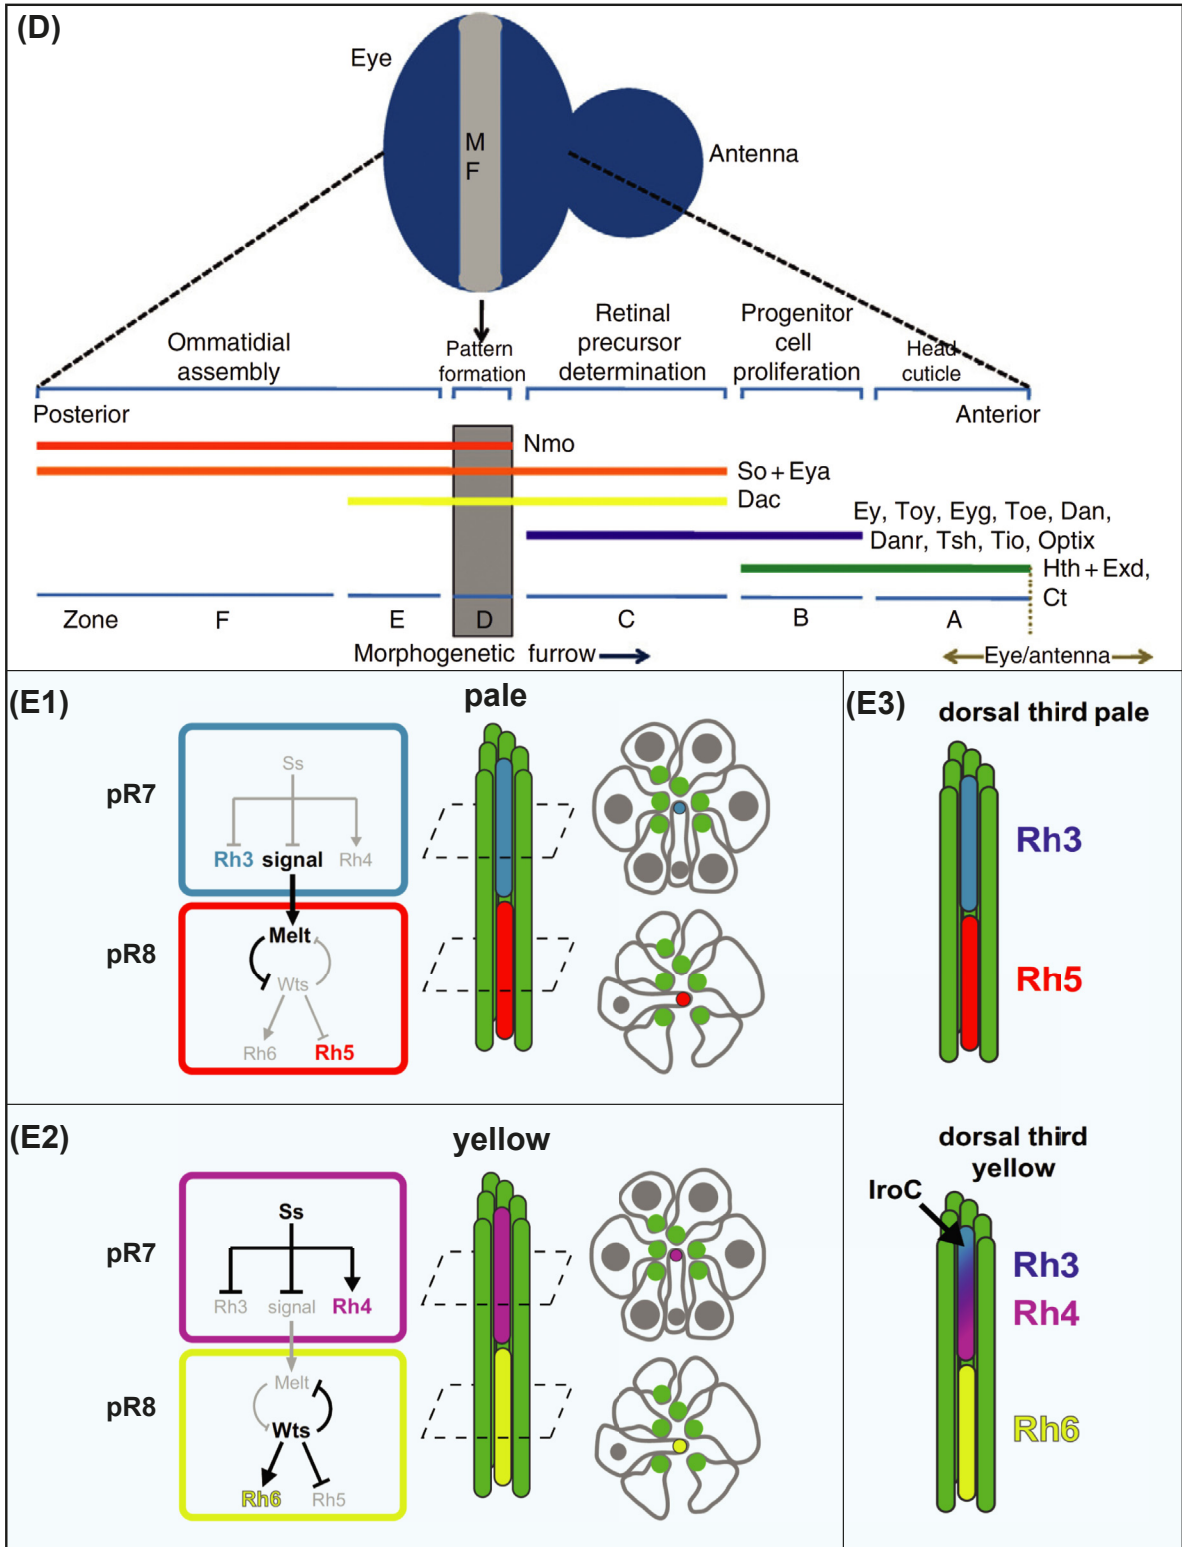 (D)
Eye
M
F
Antenna
Ommatidial
assembly
Pattern
formation
Retinal
precursor
determination
Progenitor
cell
proliferation
Head
cuticle
Posterior
Anterior
Nmo
So + Eya
Dac
Ey, Toy, Eyg, Toe, Dan,
Danr, Tsh, Tio, Optix
Hth + Exd,
Ct
Zone F E D C B A
Morphogenetic furrow
Eye/antenna
(E1)
pale
pR7
Ss
Rh3 signal Rh4
pR8
Melt
Wts
Rh6 Rh5
(E2)
yellow
pR7
Ss
Rh3 signal Rh4
pR8
Melt
Wts
Rh6 Rh5
(E3)
dorsal third pale
Rh3
Rh5
dorsal third
yellow
IroC
Rh3
Rh4
Rh6